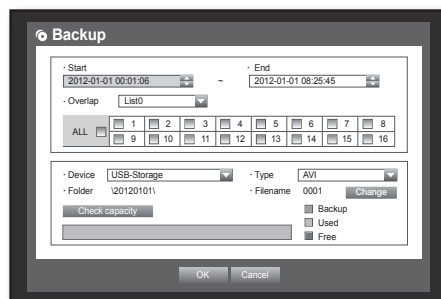 Backup
· Start
· End
2012-01-01 00:01:06
~
2012-01-01 08:25:45
· Overlap
List0
ALL
1 2 3 4 5 6 7 8
9 10 11 12 13 14 15 16
· Device
USB-Storage
· Type
AVI
· Folder
\20120101\
· Filename
0001
Change
Check capacity
Backup
Used
Free
OK
Cancel